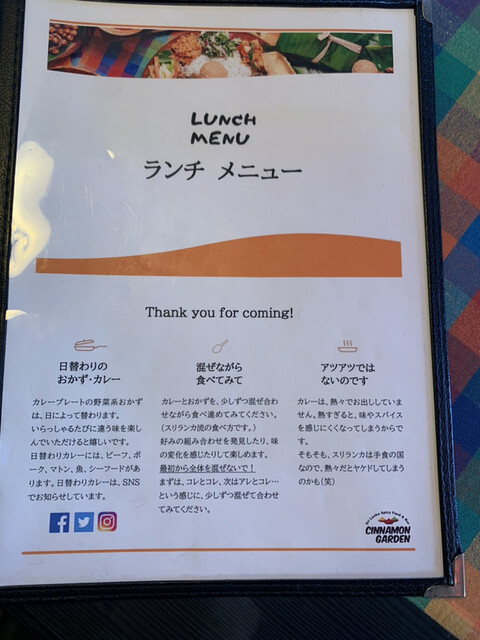 LUNCH
MENU
ランチ メニュー
Thank you for coming!
日替わりの
おかず・カレー
カレープレートの野菜系おかず
は、日によって替わります。
いらっしゃるたびに違う味を楽し
んでいただけると嬉しいです。
日替わりカレーには、ビーフ、ポ
ーク、マトン、魚、シーフードがあ
ります。日替わりカレーは、SNS
でお知らせしています。
混ぜながら
食べてみて
カレーとおかずを、少しずつ混ぜ合わ
せながら食べ進めてみてください。
（スリランカ流の食べ方です。）
好みの組み合わせを発見したり、味
の変化を感じたりして楽しめます。
最初から全体を混ぜないで！
まずは、コレとコレ、次はアレとコレ…
という感じに、少しずつ混ぜて合わせ
てみてください。
アツアツでは
ないのです
カレーは、熱々でお出ししていま
せん。熱すぎると、味やスパイス
を感じにくくなってしまうからで
す。
そもそも、スリランカは手食の国
なので、熱々だとヤケドしてしまう
のかも（笑）
Sri Lanka Spicy Food & Bar
CINNAMON
GARDEN